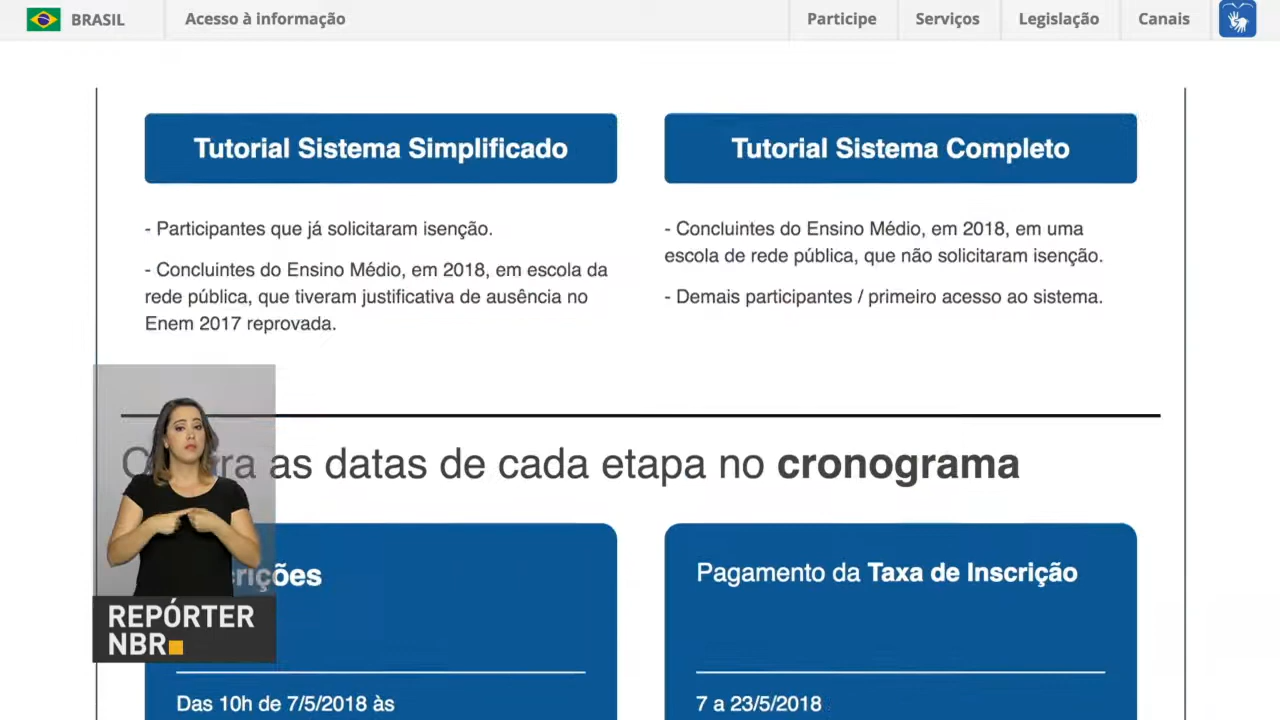 BRASIL
Acesso à informação
Participe
Serviços
Legislação
Canais
Tutorial Sistema Simplificado
- Participantes que já solicitaram isenção.
- Concluintes do Ensino Médio, em 2018, em escola da
rede pública, que tiveram justificativa de ausência no
Enem 2017 reprovada.
Tutorial Sistema Completo
- Concluintes do Ensino Médio, em 2018, em uma
escola de rede pública, que não solicitaram isenção.
- Demais participantes / primeiro acesso ao sistema.
as datas de cada etapa no cronograma
Pagamento da Taxa de Inscrição
REPÓRTER
NBR
Das 10h de 7/5/2018 às
7 a 23/5/2018